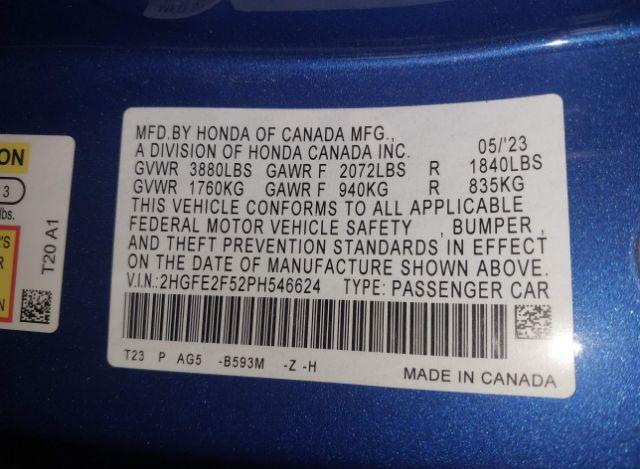 MFD.BY HONDA OF CANADA MFG.,
A DIVISION OF HONDA CANADA INC. 05/'23
GVWR 3880LBS GAWR F 2072LBS R 1840LBS
GVWR 1760KG GAWR F 940KG R 835KG
THIS VEHICLE CONFORMS TO ALL APPLICABLE
FEDERAL MOTOR VEHICLE SAFETY , BUMPER ,
AND THEFT PREVENTION STANDARDS IN EFFECT
ON THE DATE OF MANUFACTURE SHOWN ABOVE.
V.I.N.:2HGFE2F52PH546624 TYPE: PASSENGER CAR
T23 P AG5 -B593M -Z -H
MADE IN CANADA
ON
3
lbs.
'S
ER
N
T20 A1